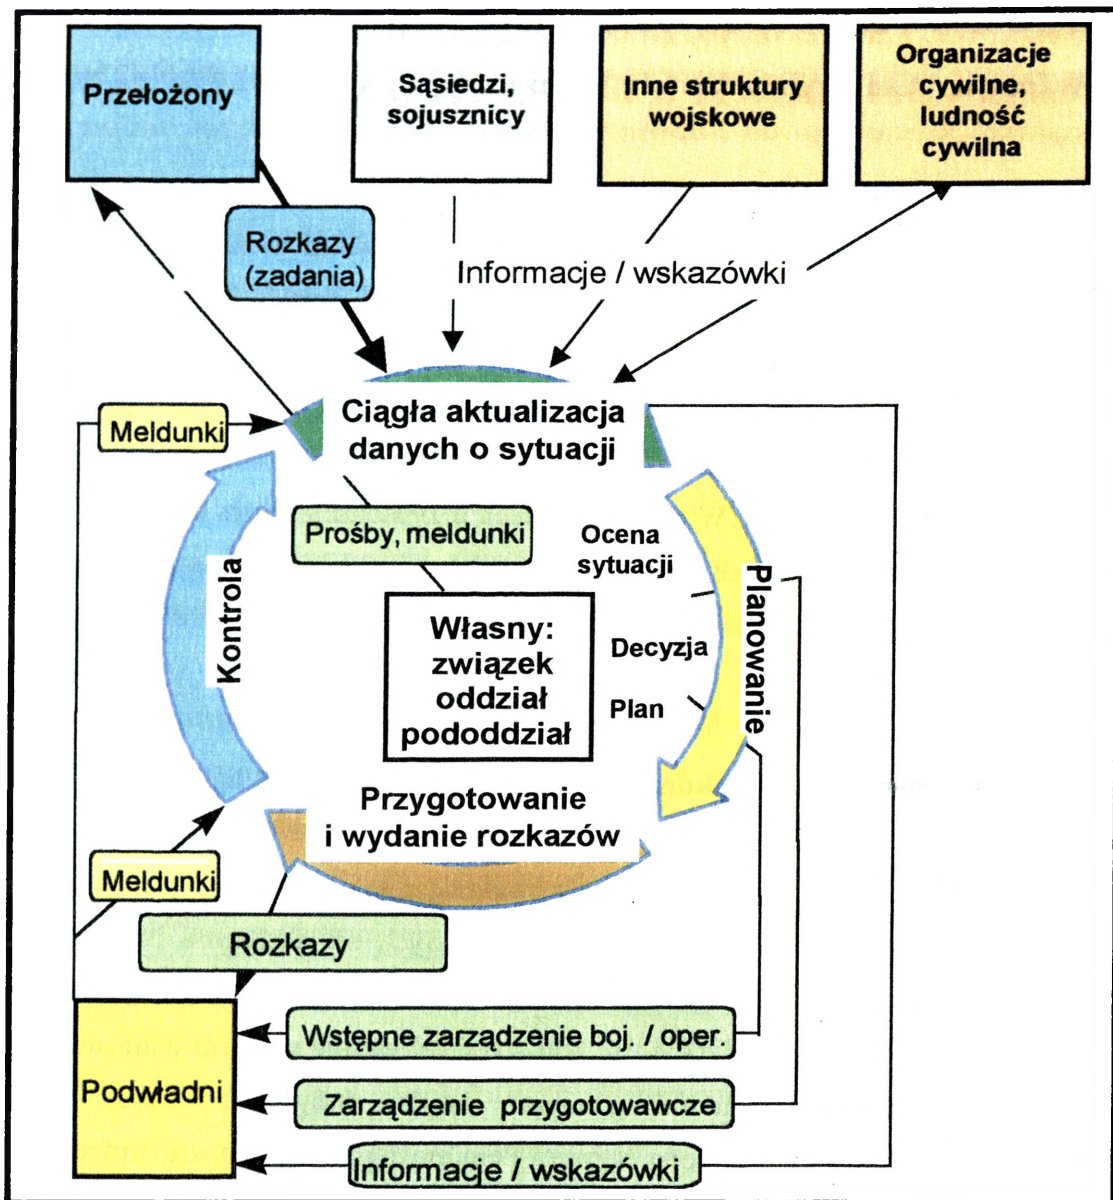 Przełożony
Sąsiedzi,
sojusznicy
Inne struktury
wojskowe
Organizacje
cywilne,
ludność
cywilna
Rozkazy
(zadania)
Informacje / wskazówki
Ciągła aktualizacja
danych o sytuacji
Meldunki
Prośby, meldunki
Ocena
sytuacji
Kontrola
Planowanie
Własny:
związek
oddział
pododdział
Decyzja
Plan
Przygotowanie
i wydanie rozkazów
Meldunki
Rozkazy
Podwładni
Wstępne zarządzenie boj. / oper.
Zarządzenie przygotowawcze
Informacje / wskazówki